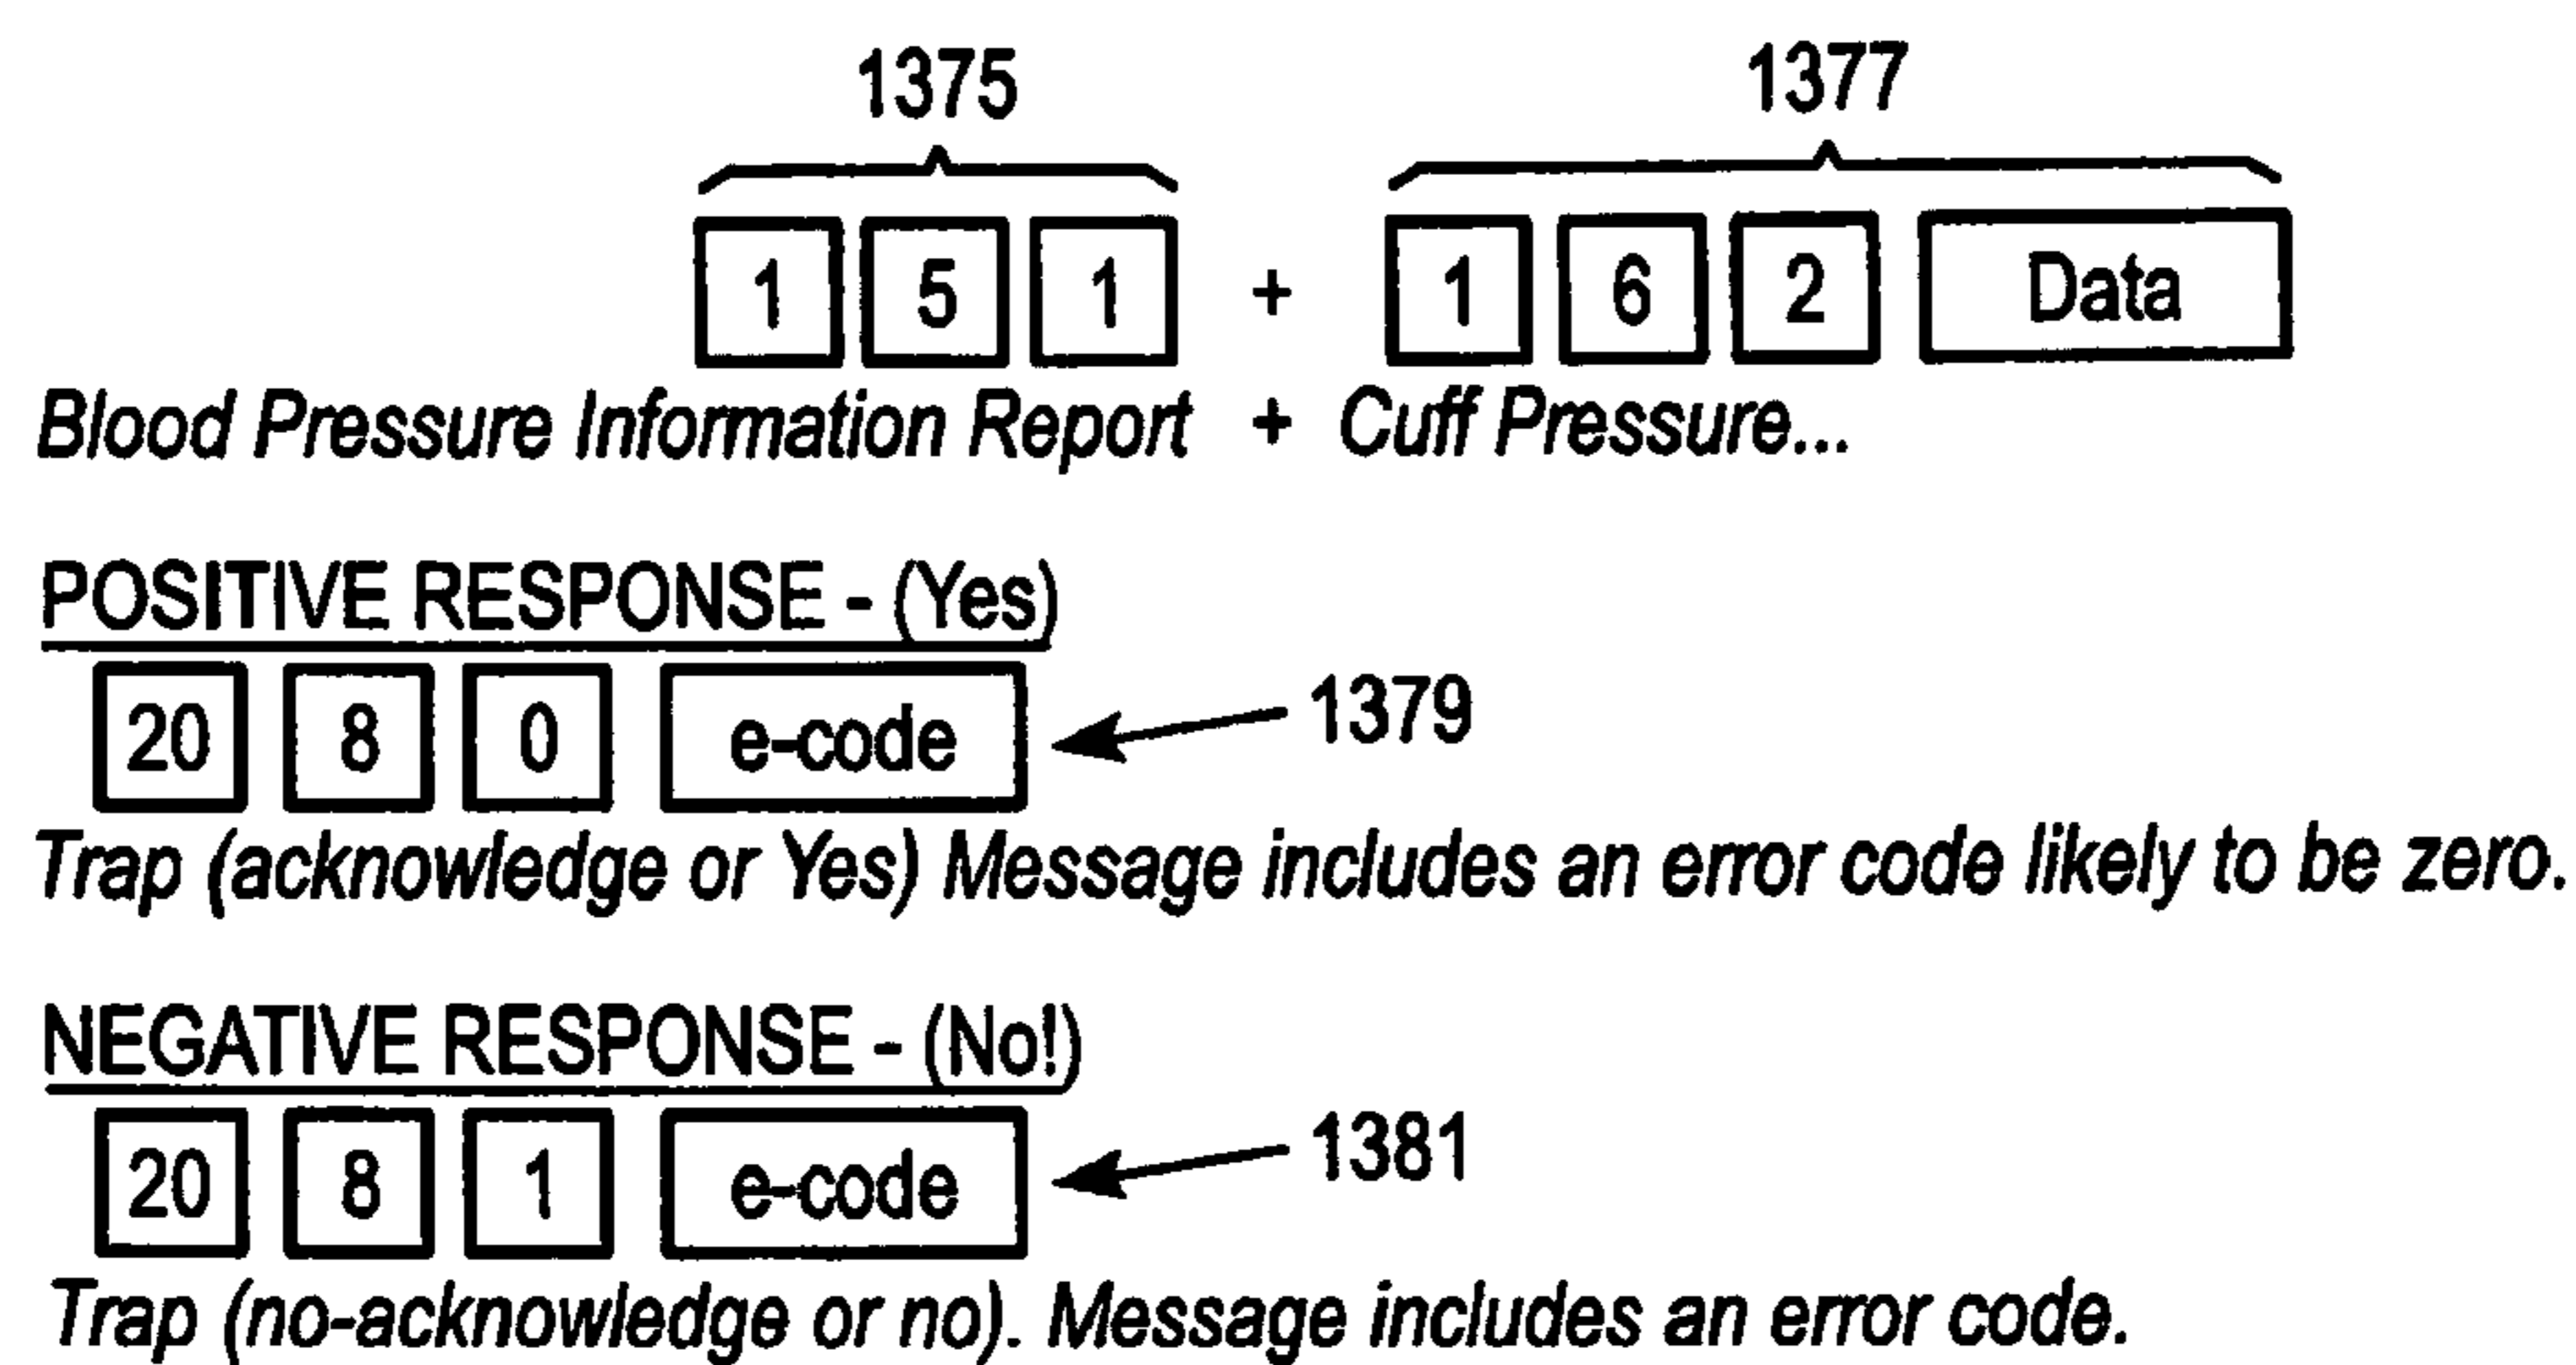 1375 1377
1 5 1 + 1 6 2 Data
Blood Pressure Information Report + Cuff Pressure...
POSITIVE RESPONSE - (Yes)
20 8 0 e-code 1379
Trap (acknowledge or Yes) Message includes an error code likely to be zero.
NEGATIVE RESPONSE - (No!)
20 8 1 e-code 1381
Trap (no-acknowledge or no). Message includes an error code.